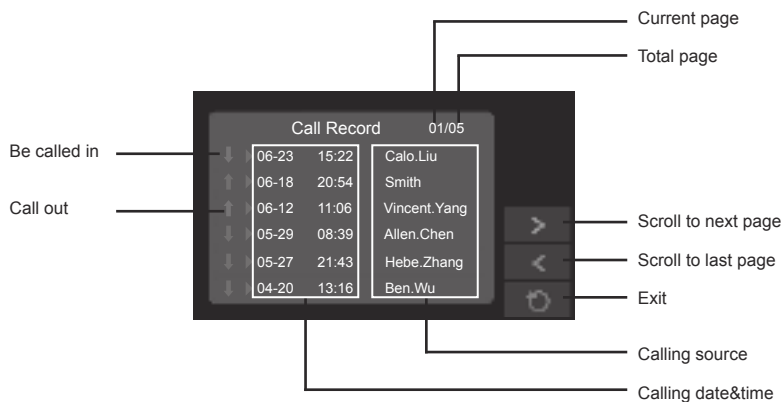 Current page
Total page
Call Record 01/05
Be called in
06-23 15:22 Calo.Liu
06-18 20:54 Smith
Call out
06-12 11:06 Vincent.Yang
05-29 08:39 Allen.Chen
05-27 21:43 Hebe.Zhang
04-20 13:16 Ben.Wu
>
Scroll to next page
<
Scroll to last page
Exit
Calling source
Calling date&time